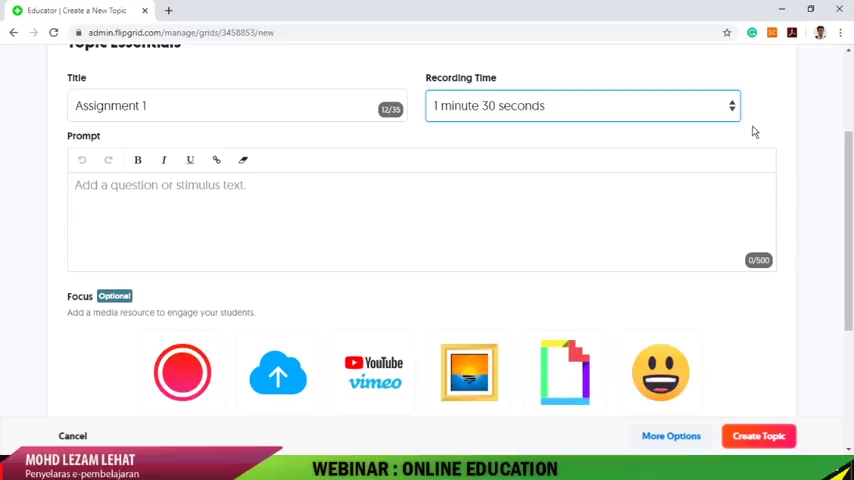 Educator | Create a New Topic
admin.flipgrid.com/manage/grids/3458853/new
Topic Essentials
Title
Recording Time
Assignment 1
12/35
1 minute 30 seconds
Prompt
B I U
Add a question or stimulus text.
0/500
Focus Optional
Add a media resource to engage your students.
YouTube
vimeo
Cancel
More Options
Create Topic
MOHD LEZAM LEHAT
Penyelaras e-pembelajaran
WEBINAR : ONLINE EDUCATION